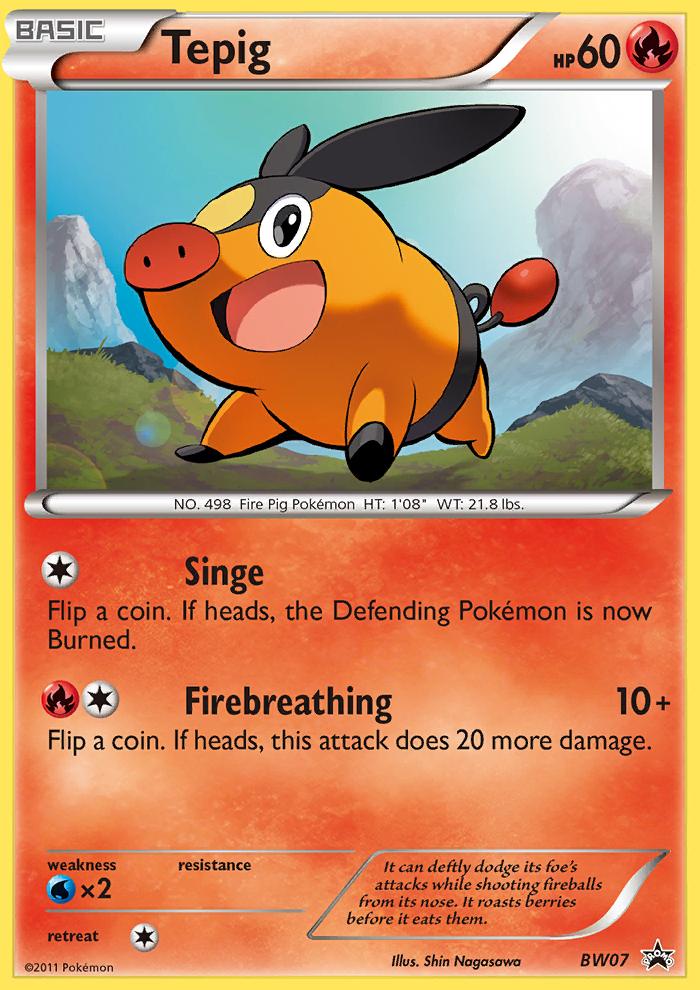 BASIC Tepig HP60
NO. 498 Fire Pig Pokémon HT: 1'08" WT: 21.8 lbs.
Singe
Flip a coin. If heads, the Defending Pokémon is now
Burned.
Firebreathing 10+
Flip a coin. If heads, this attack does 20 more damage.
weakness resistance
×2
retreat
It can deftly dodge its foe's
attacks while shooting fireballs
from its nose. It roasts berries
before it eats them.
©2011 Pokémon Illus. Shin Nagasawa BW07 PROMO